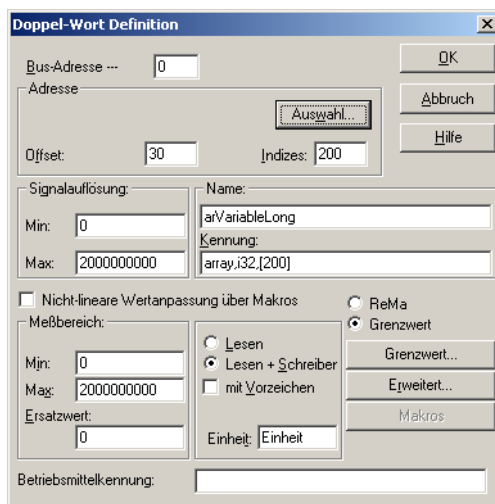 Doppel-Wort Definition
Bus-Adresse --- 0
OK
Adresse
Auswahl...
Abbruch
Offset: 30 Indizes: 200
Hilfe
Signalauflösung:
Min: 0
Max: 2000000000
Name:
arVariableLong
Kennung:
array,i32,[200]
Nicht-lineare Wertanpassung über Makros
ReMa
Grenzwert
Meßbereich:
Min: 0
Max: 2000000000
Ersatzwert:
0
Lesen
Lesen + Schreiber
mit Vorzeichen
Einheit: Einheit
Grenzwert...
Erweitert...
Makros
Betriebsmittelkennung: